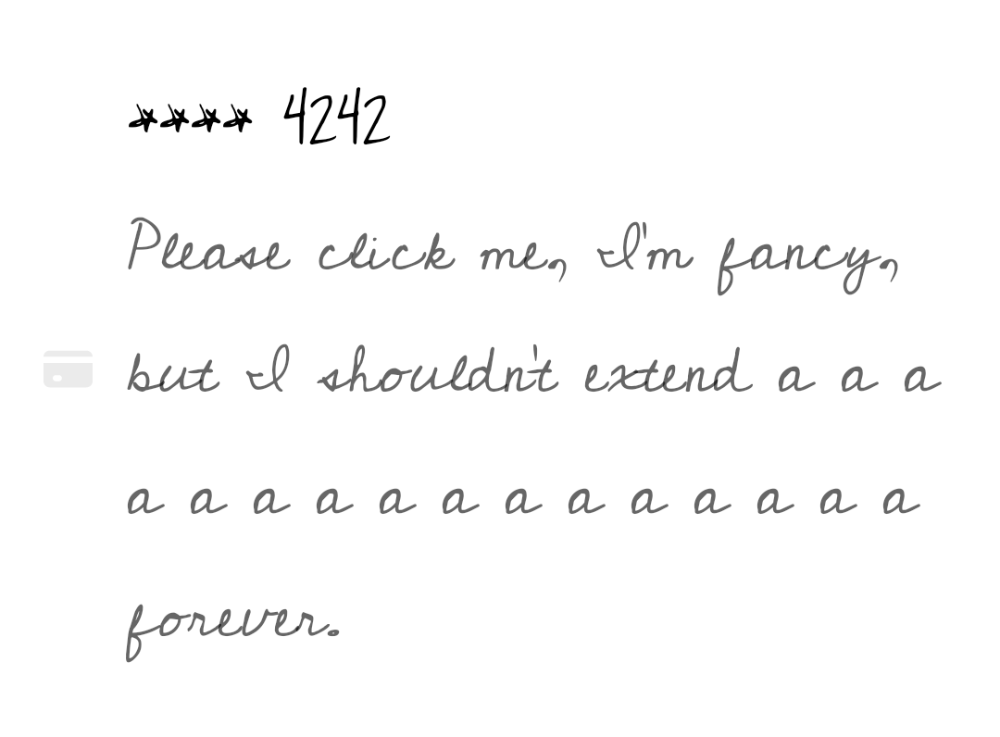 **** 4242
Please click me, I'm fancy,
but I shouldn't extend a a a
a a a a a a a a a a a a a
forever.